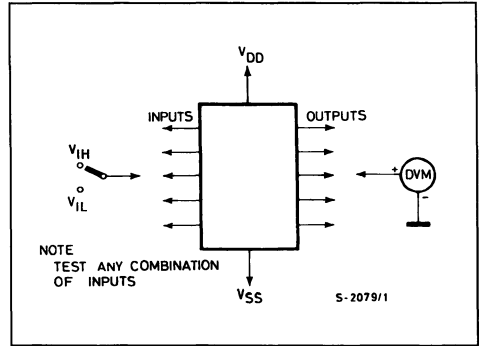 VDD
INPUTS
OUTPUTS
VIH
VIL
+
DVM
-
NOTE
TEST ANY COMBINATION
OF INPUTS
VSS
S-2079/1